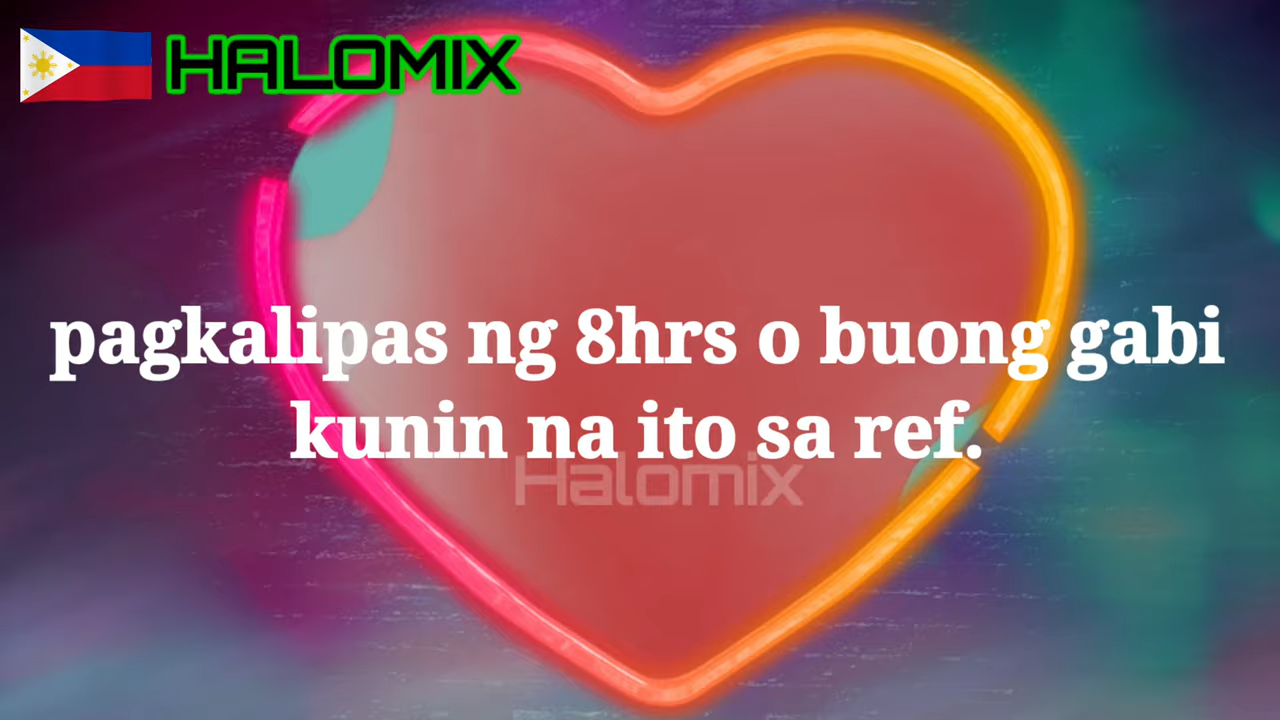 HALOMIX
pagkalipas ng 8hrs o buong gabi
kunin na ito sa ref.
Halomix